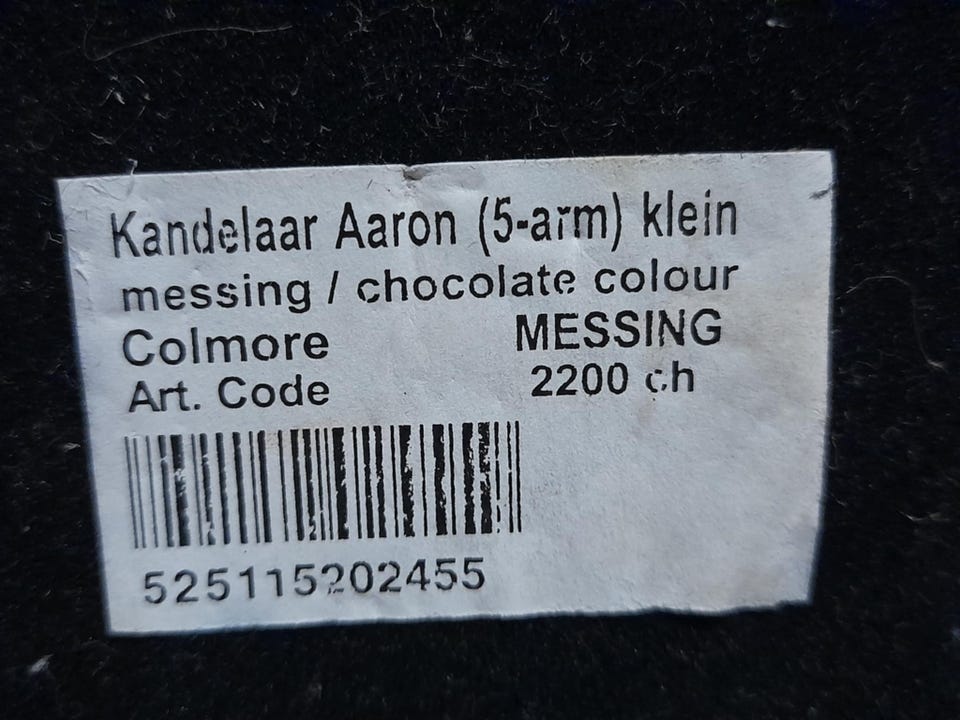 Kandelaar Aaron (5-arm) klein
messing / chocolate colour
Colmore MESSING
Art. Code 2200 ch
525115202455